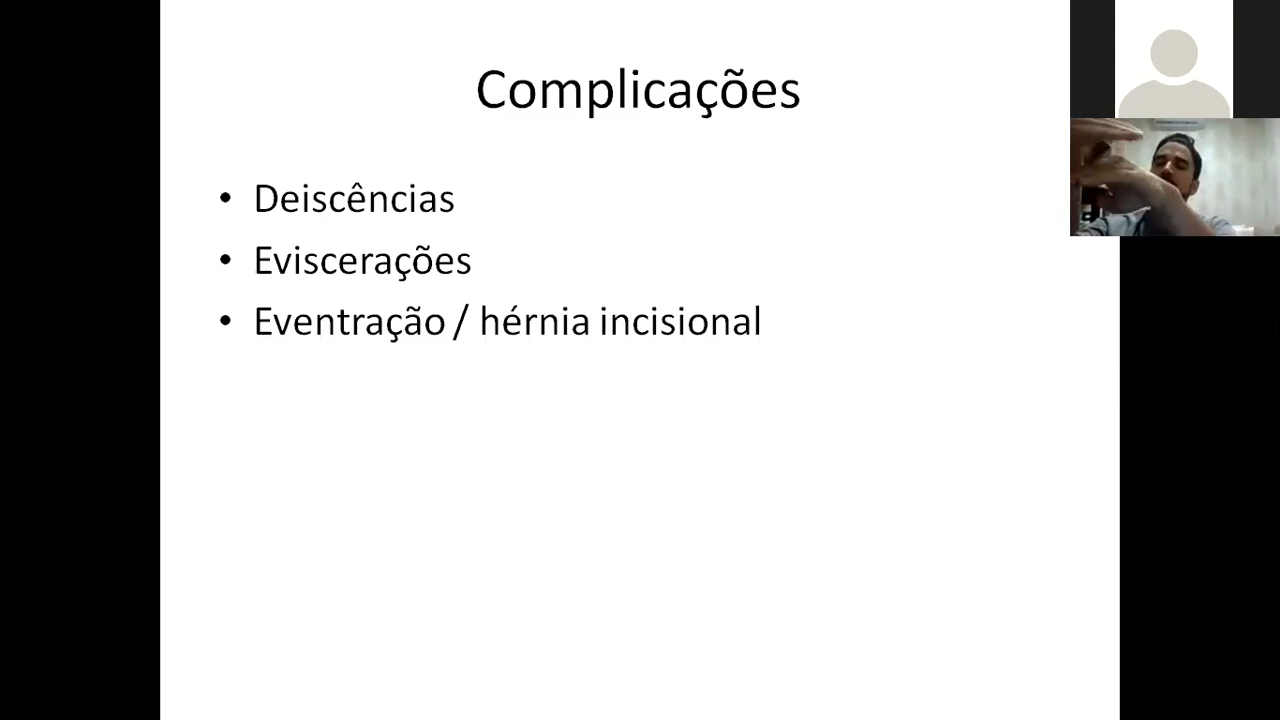 Complicações
• Deiscências
• Eviscerações
• Eventração / hérnia incisional